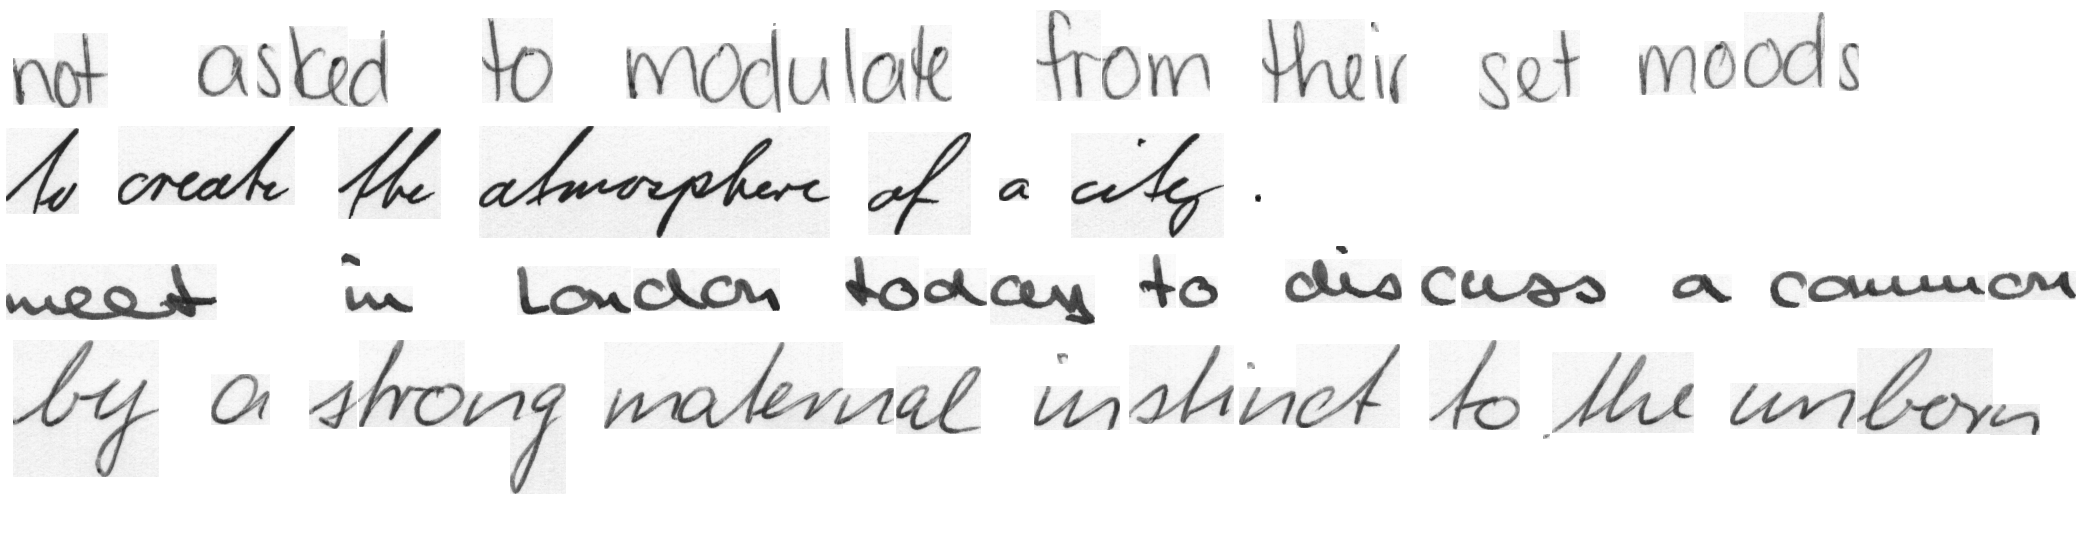 not asked to modulate from their set moods
to create the atmosphere of a city .
meet in London today to discuss a common
by a strong maternal instinct to the unborn